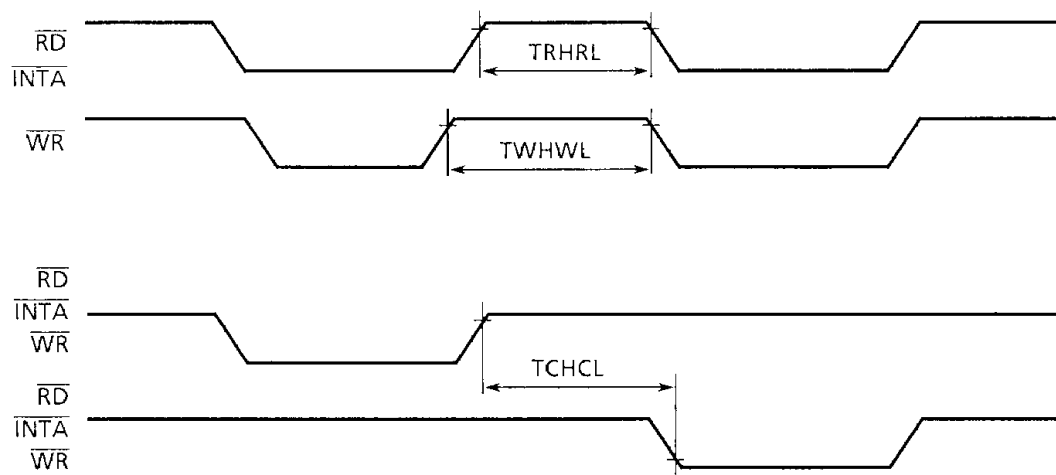 RD
TRHRL
INTA
WR
TWHWL
RD
INTA
WR
TCHCL
RD
INTA
WR